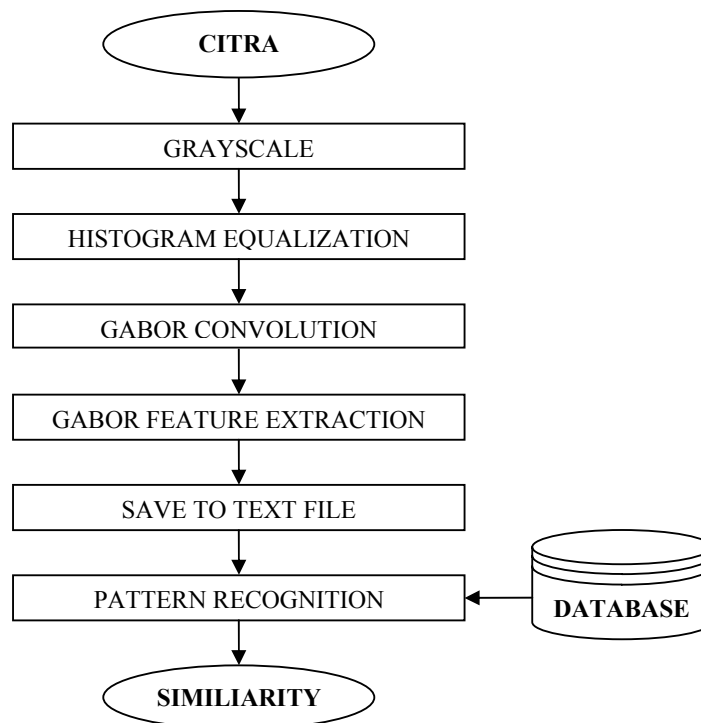 CITRA
GRAYSCALE
HISTOGRAM EQUALIZATION
GABOR CONVOLUTION
GABOR FEATURE EXTRACTION
SAVE TO TEXT FILE
PATTERN RECOGNITION
DATABASE
SIMILIARITY